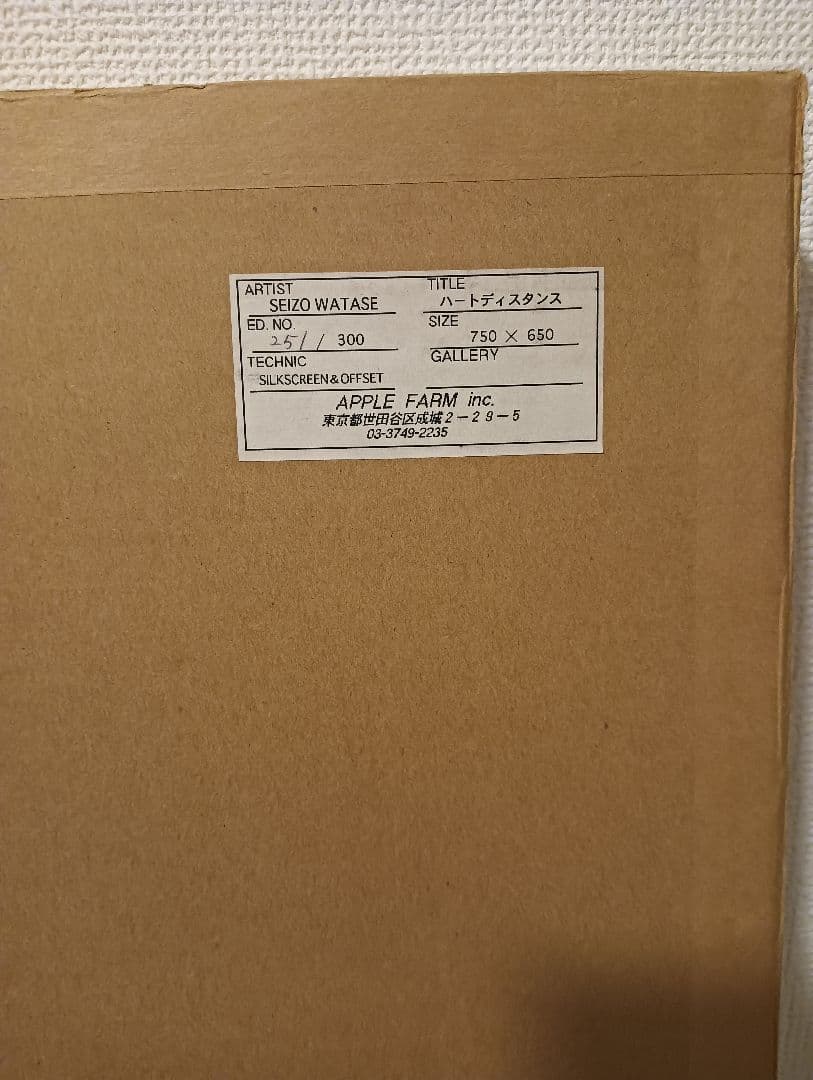 ARTIST
SEIZO WATASE
TITLE
ハートディスタンス
ED. NO.
251 / 300
SIZE
750 × 650
TECHNIC
SILKSCREEN & OFFSET
GALLERY
APPLE FARM inc.
東京都世田谷区成城2－29－5
03-3749-2235